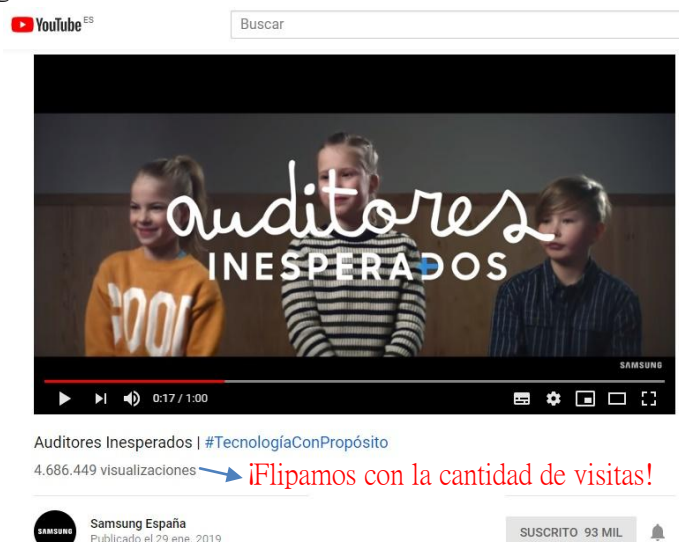 YouTube ES
Buscar
COOL
auditores
INESPERADOS
SAMSUNG
0:17 / 1:00
Auditores Inesperados | #TecnologíaConPropósito
4.686.449 visualizaciones
¡Flipamos con la cantidad de visitas!
SAMSUNG
Samsung España
Publicado el 29 ene. 2019
SUSCRITO 93 MIL